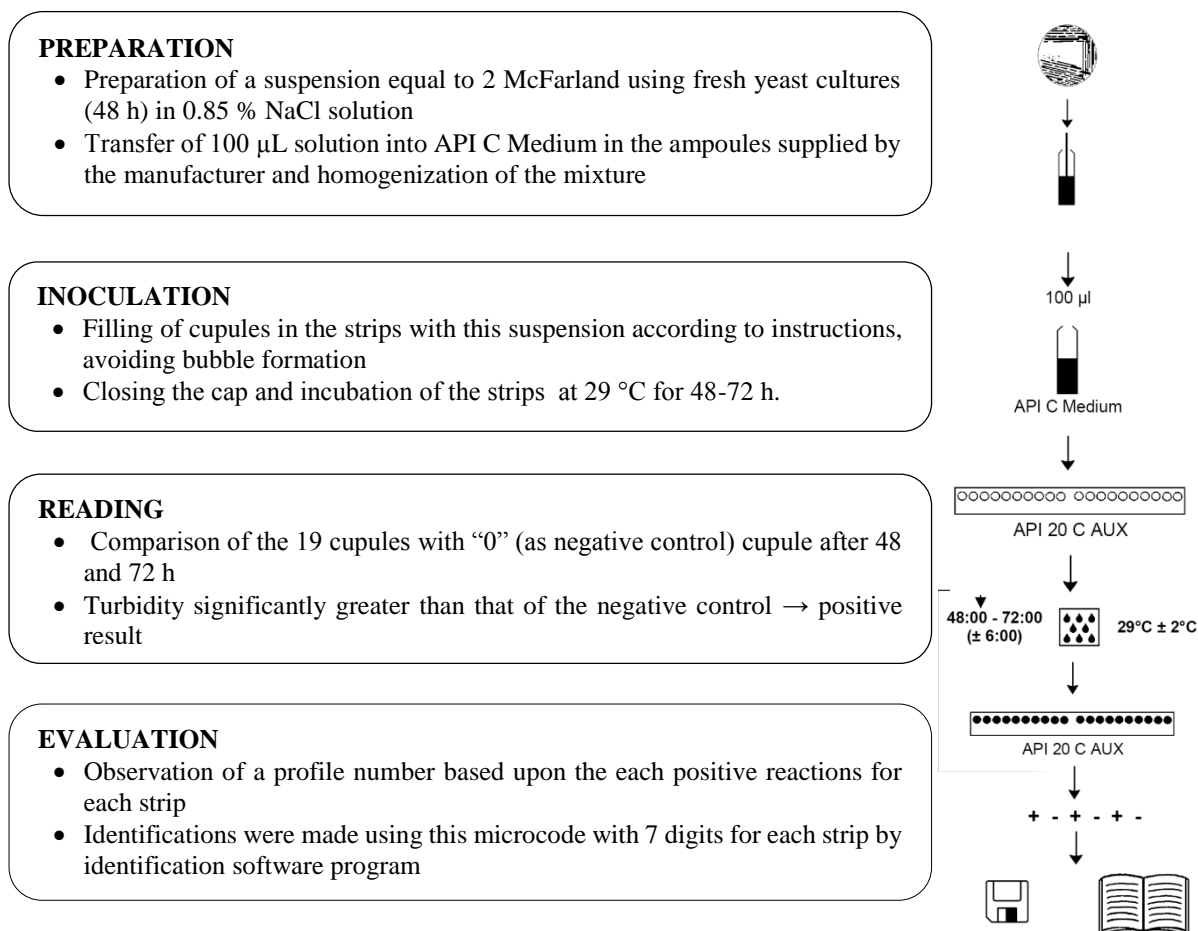 PREPARATION
• Preparation of a suspension equal to 2 McFarland using fresh yeast cultures
(48 h) in 0.85 % NaCl solution
• Transfer of 100 µL solution into API C Medium in the ampoules supplied by
the manufacturer and homogenization of the mixture
INOCULATION
• Filling of cupules in the strips with this suspension according to instructions,
avoiding bubble formation
• Closing the cap and incubation of the strips at 29 °C for 48-72 h.
READING
• Comparison of the 19 cupules with “0” (as negative control) cupule after 48
and 72 h
• Turbidity significantly greater than that of the negative control → positive
result
EVALUATION
• Observation of a profile number based upon the each positive reactions for
each strip
• Identifications were made using this microcode with 7 digits for each strip by
identification software program
100 µl
API C Medium
API 20 C AUX
48:00 - 72:00
(± 6:00)
29°C ± 2°C
API 20 C AUX
+ - + - + -